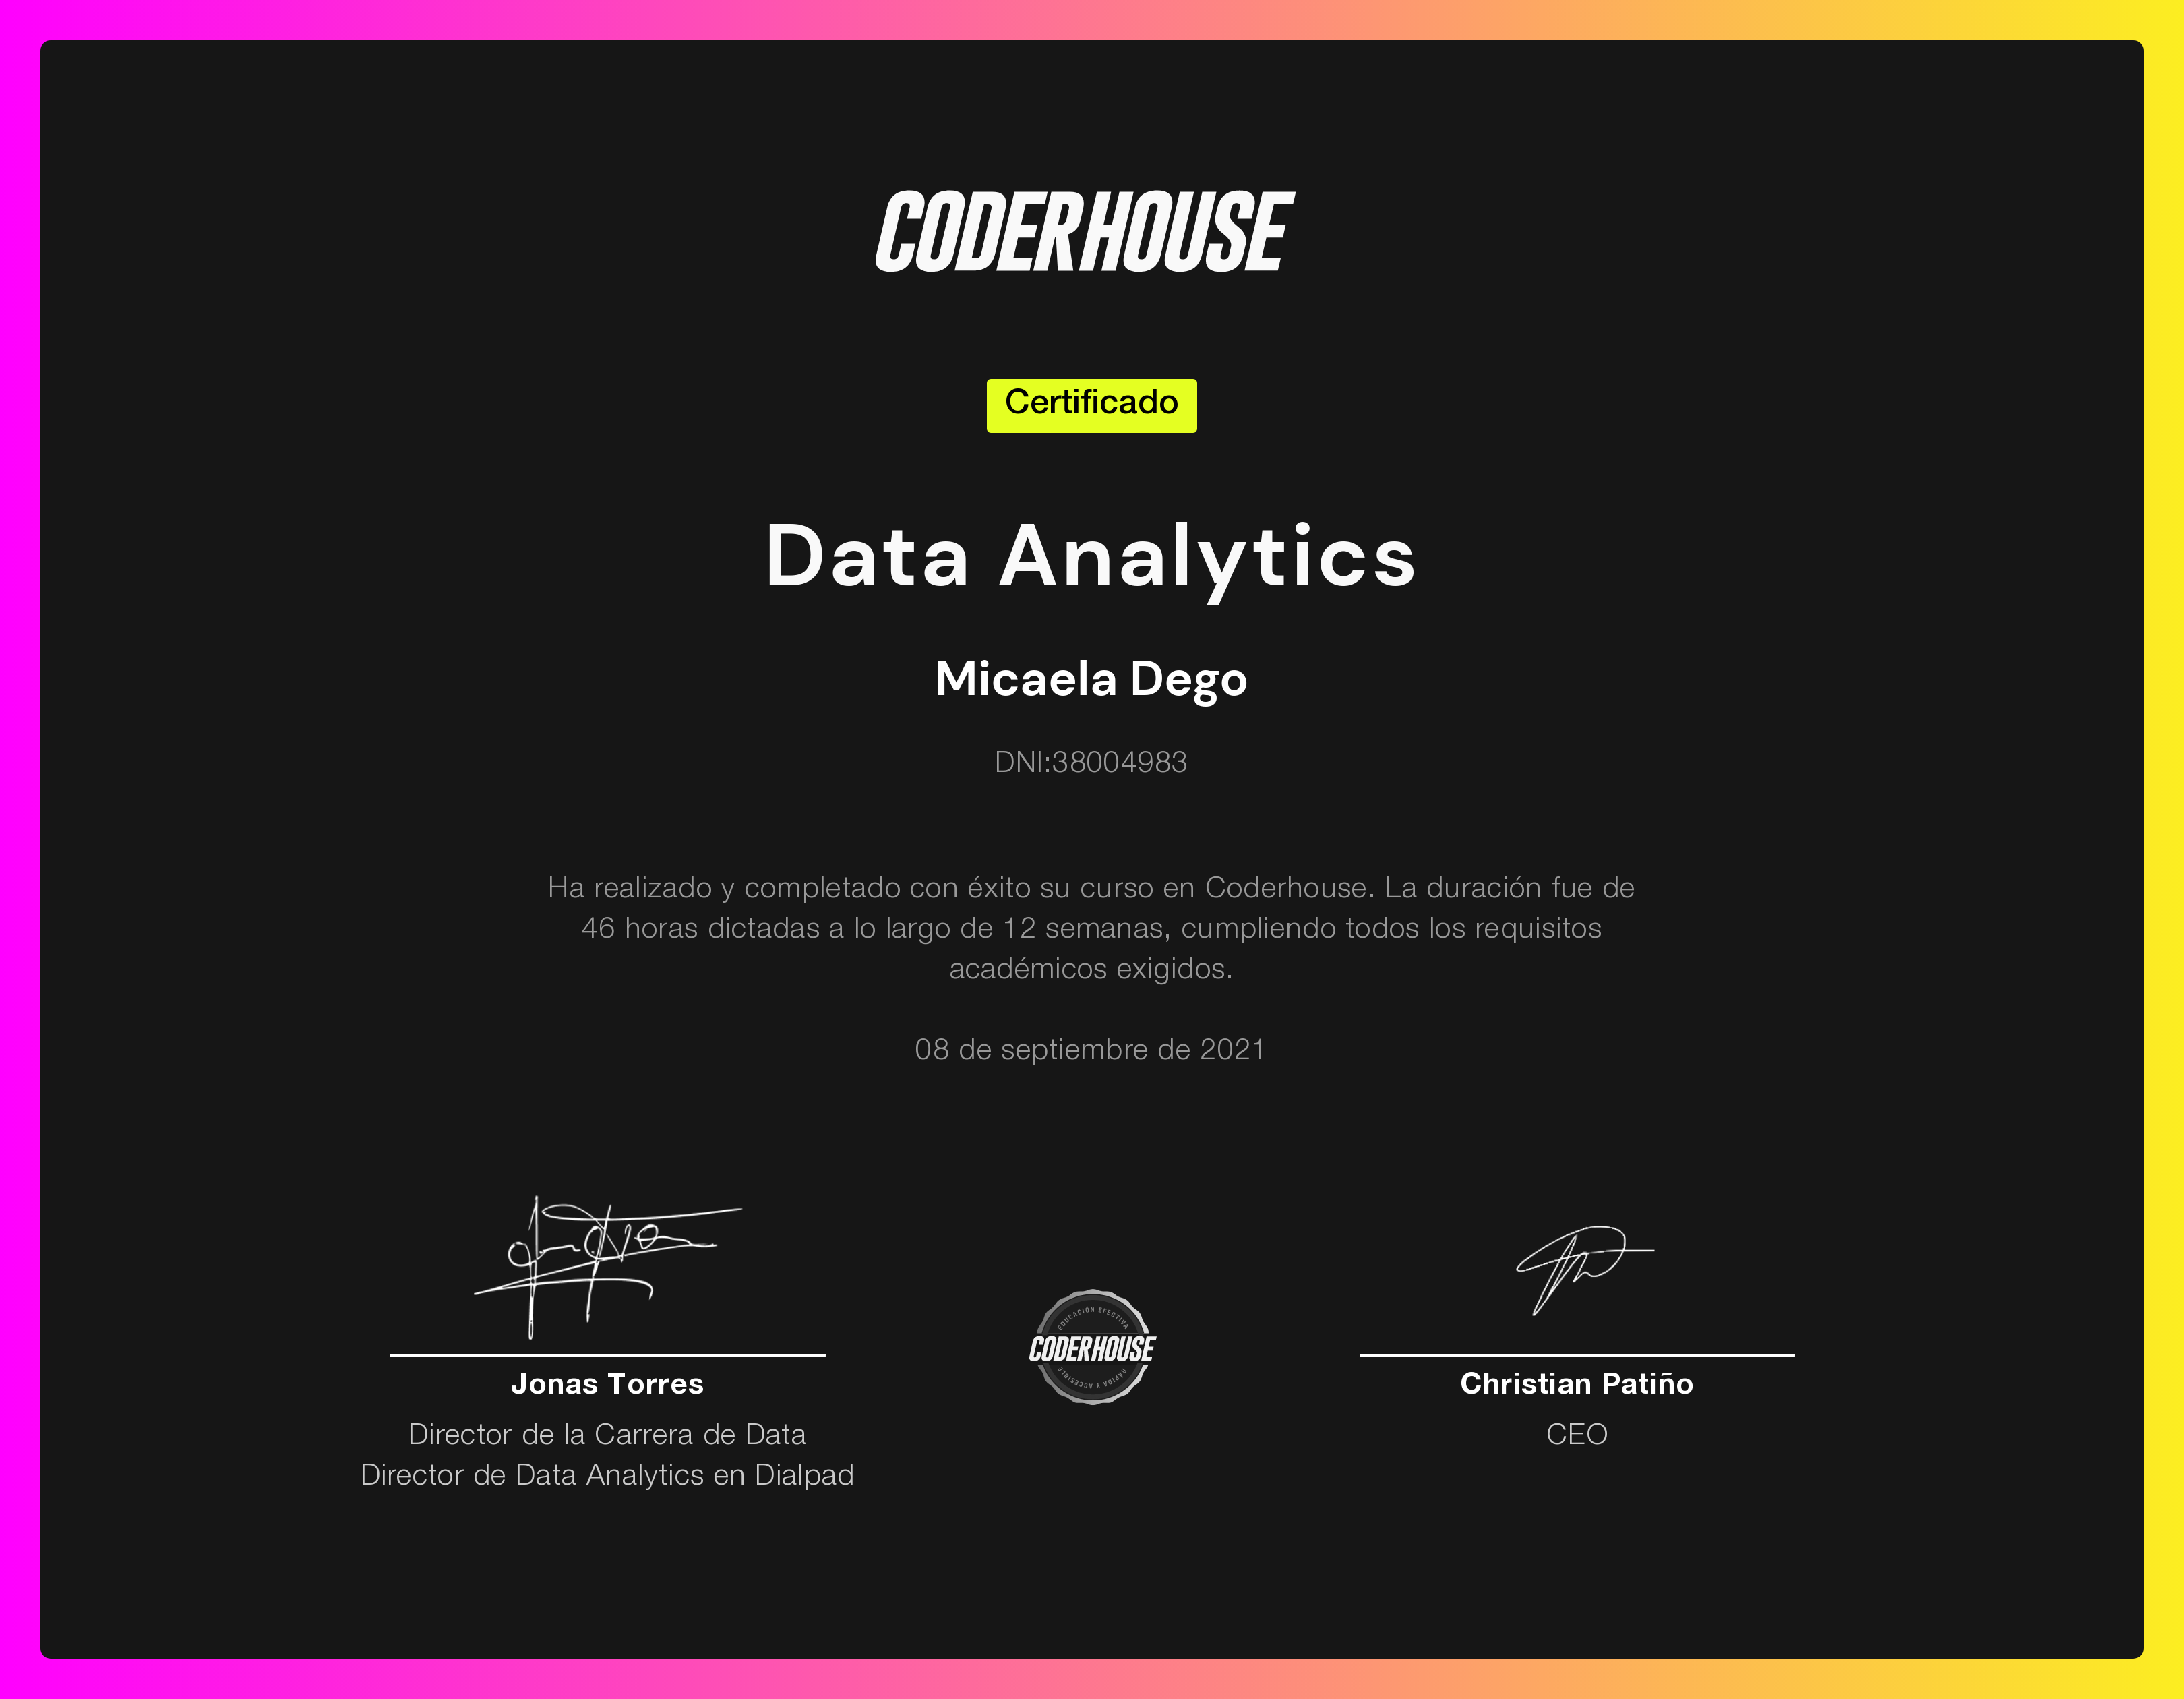 CODERHOUSE
Certificado
Data Analytics
Micaela Dego
DNI:38004983
Ha realizado y completado con éxito su curso en Coderhouse. La duración fue de
46 horas dictadas a lo largo de 12 semanas, cumpliendo todos los requisitos
académicos exigidos.
08 de septiembre de 2021
Jonas Torres
Director de la Carrera de Data
Director de Data Analytics en Dialpad
EDUCACIÓN EFECTIVA
CODERHOUSE
RÁPIDA Y ACCESIBLE
Christian Patiño
CEO